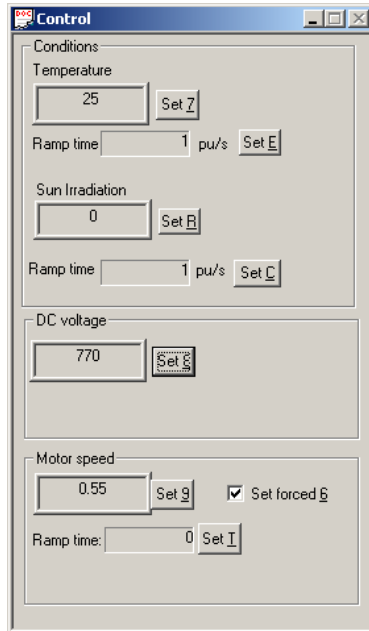 Control
Conditions
Temperature
25 Set 7
Ramp time 1 pu/s Set E
Sun Irradiation
0 Set R
Ramp time 1 pu/s Set C
DC voltage
770 Set 8
Motor speed
0.55 Set 9 Set forced 6
Ramp time: 0 Set T